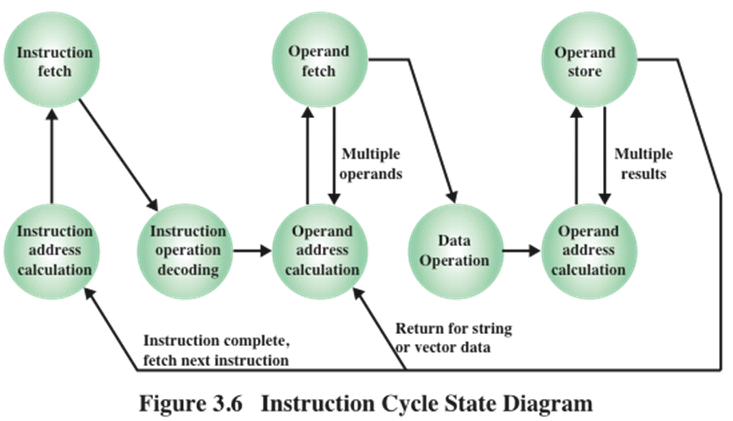 Instruction
fetch
Operand
fetch
Operand
store
Multiple
operands
Multiple
results
Instruction
address
calculation
Instruction
operation
decoding
Operand
address
calculation
Data
Operation
Operand
address
calculation
Instruction complete,
fetch next instruction
Return for string
or vector data
Figure 3.6 Instruction Cycle State Diagram